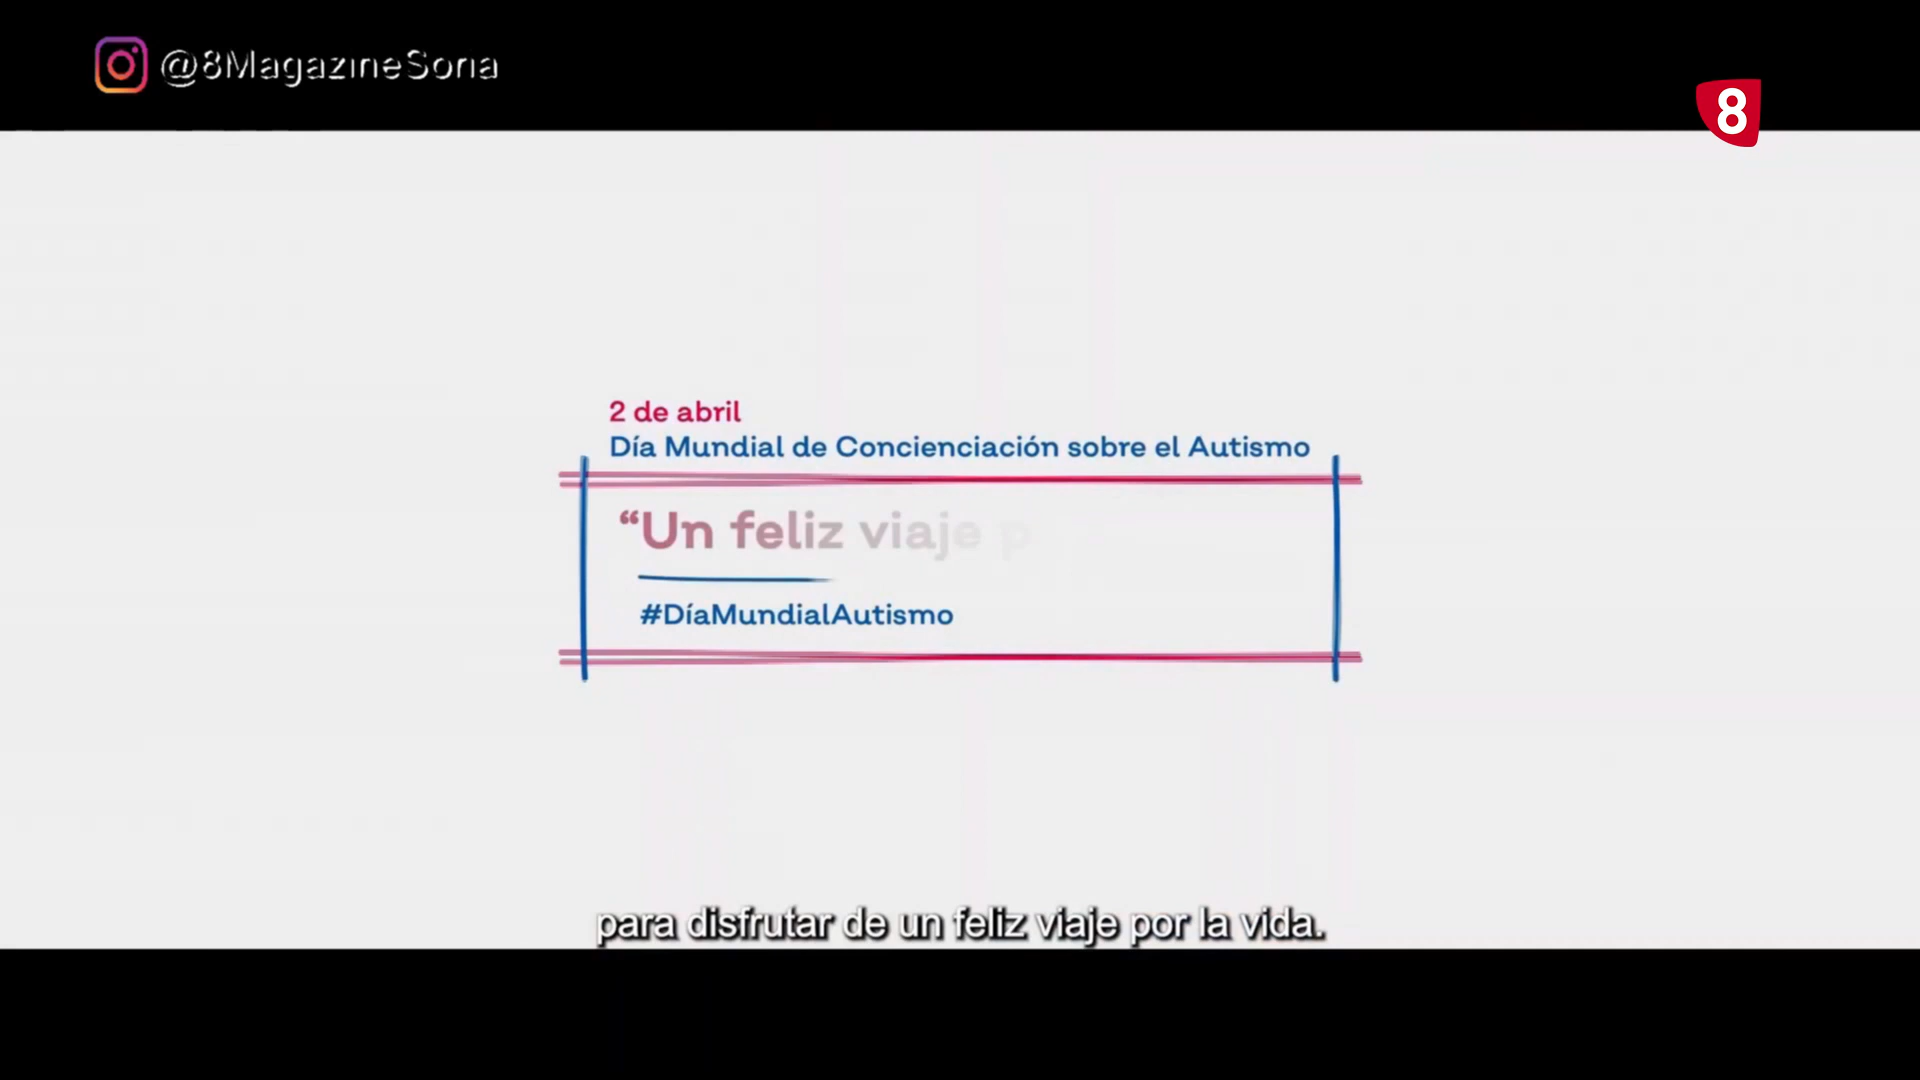 @8MagazineSoria
8
2 de abril
Día Mundial de Concienciación sobre el Autismo
“Un feliz viaje p
#DíaMundialAutismo
para disfrutar de un feliz viaje por la vida.